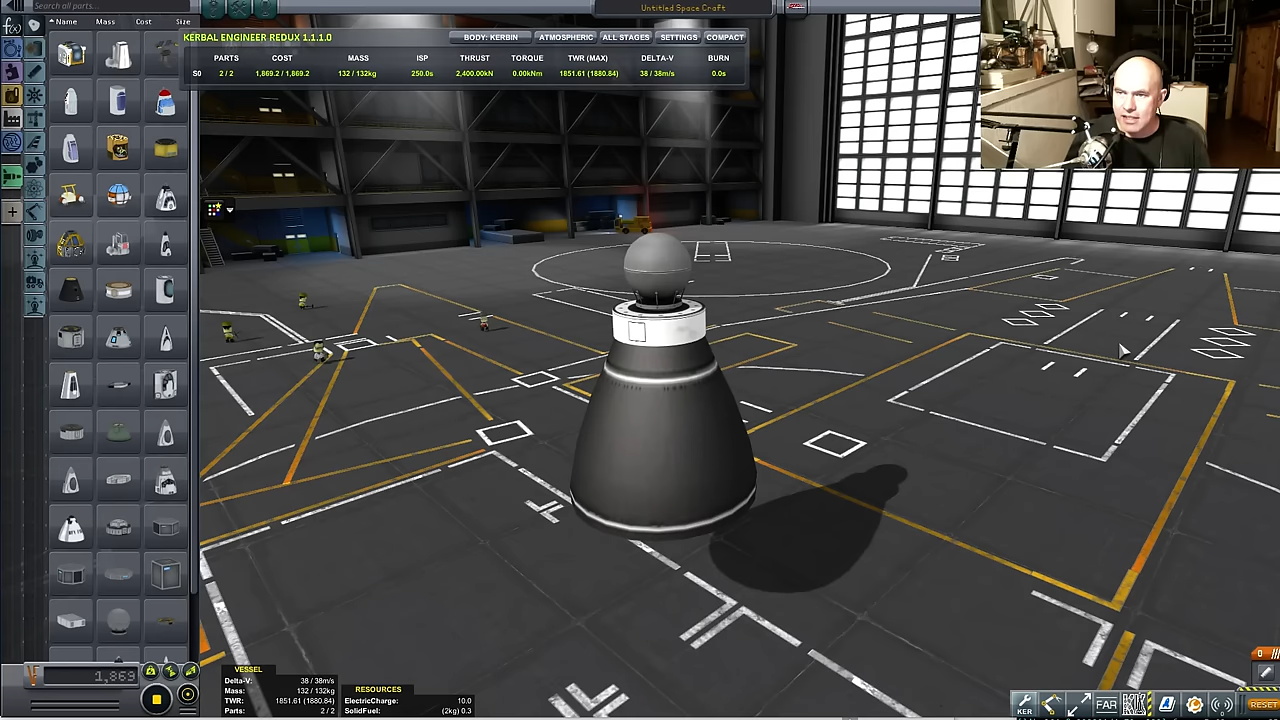 Search all parts...
Name Mass Cost Size
Untitled Space Craft
KERBAL ENGINEER REDUX 1.1.1.0
BODY: KERBIN ATMOSPHERIC ALL STAGES SETTINGS COMPACT
PARTS COST MASS ISP THRUST TORQUE TWR (MAX) DELTA-V BURN
S0 2 / 2 1,869.2 / 1,869.2 132 / 132kg 250.0s 2,400.00kN 0.00kNm 1851.61 (1880.84) 38 / 38m/s 0.0s
f(x)
1,869
VESSEL
Delta-V: 38 / 38m/s
Mass: 132 / 132kg
TWR: 1851.61 (1880.84)
Parts: 2 / 2
RESOURCES
ElectricCharge: 10.0
SolidFuel: (2kg) 0.3
0
KER
FAR
0
RESET